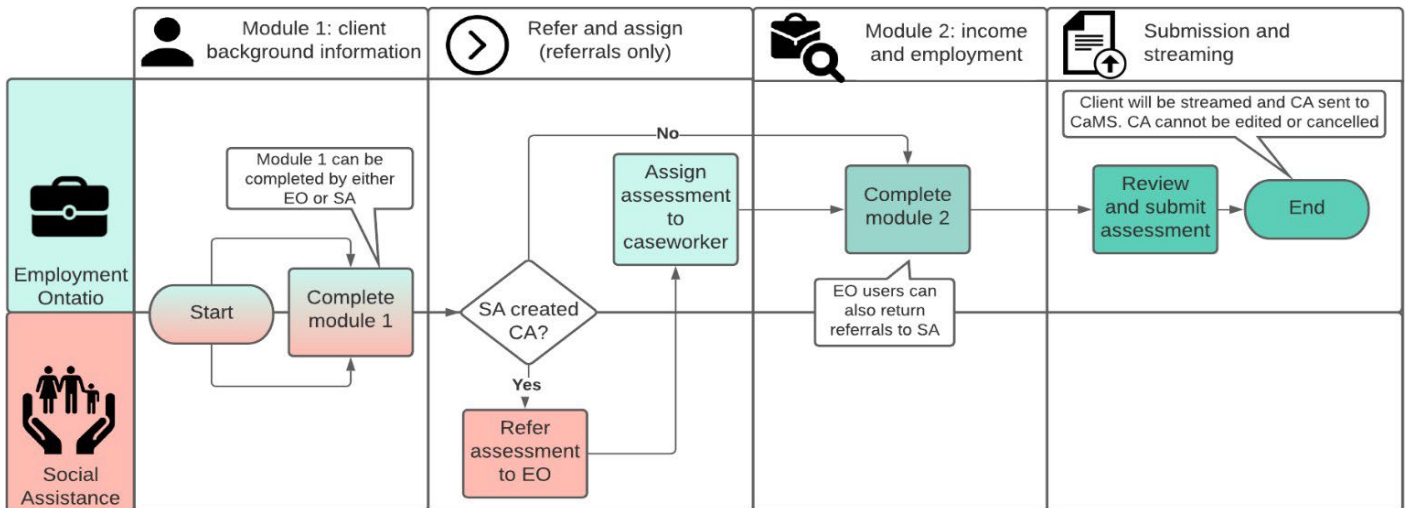 Module 1: client
background information
Refer and assign
(referrals only)
Module 2: income
and employment
Submission and
streaming
Employment
Ontatio
Module 1 can be
completed by either
EO or SA
Start
Complete
module 1
SA created
CA?
No
Yes
Assign
assessment
to
caseworker
Refer
assessment
to EO
Complete
module 2
EO users can
also return
referrals to SA
Client will be streamed and CA sent to
CaMS. CA cannot be edited or cancelled
Review
and submit
assessment
End
Social
Assistance